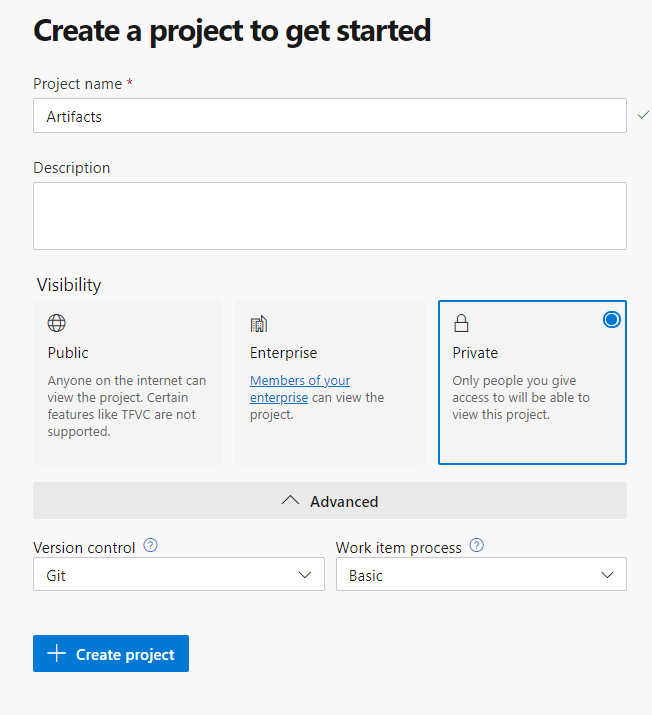 Create a project to get started
Project name *
Artifacts
Description
Visibility
Public
Anyone on the internet can
view the project. Certain
features like TFVC are not
supported.
Enterprise
Members of your
enterprise can view the
project.
Private
Only people you give
access to will be able to
view this project.
Advanced
Version control ?
Git
Work item process ?
Basic
+ Create project